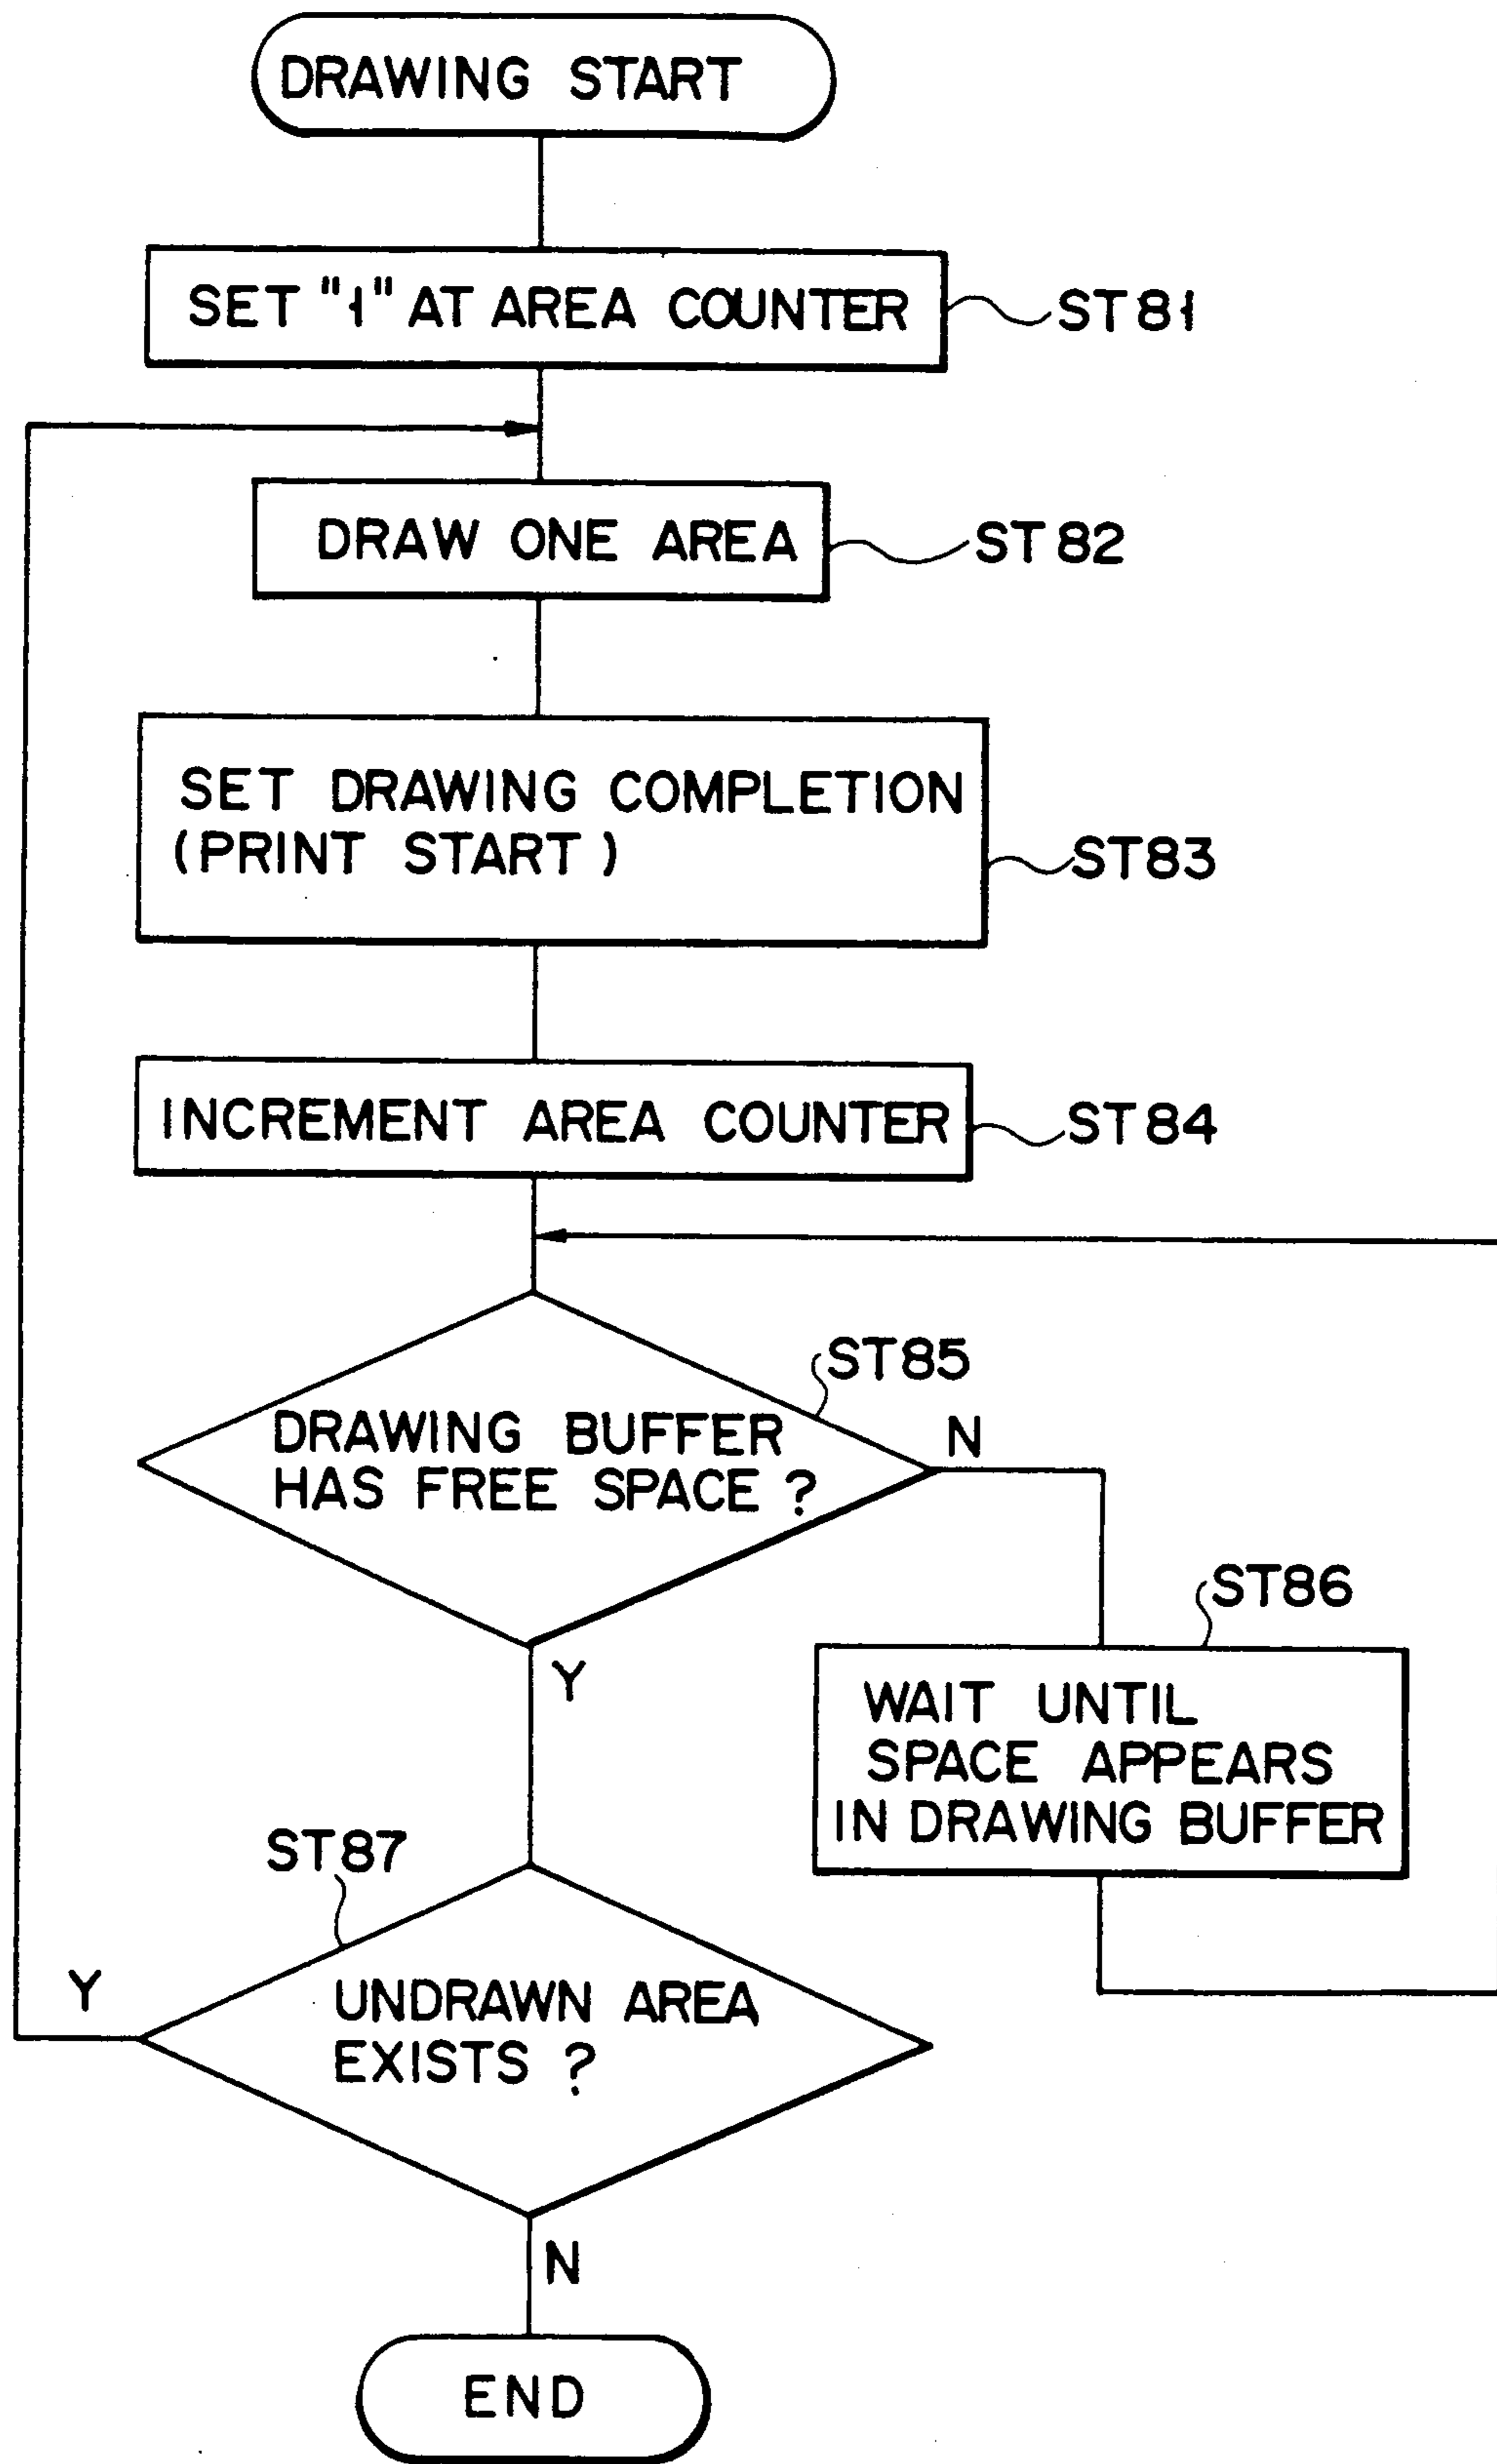 DRAWING START
SET "1" AT AREA COUNTER
ST81
DRAW ONE AREA
ST82
SET DRAWING COMPLETION
(PRINT START)
ST83
INCREMENT AREA COUNTER
ST84
ST85
DRAWING BUFFER
HAS FREE SPACE ?
N
Y
ST86
WAIT UNTIL
SPACE APPEARS
IN DRAWING BUFFER
ST87
UNDRAWN AREA
EXISTS ?
Y
N
END